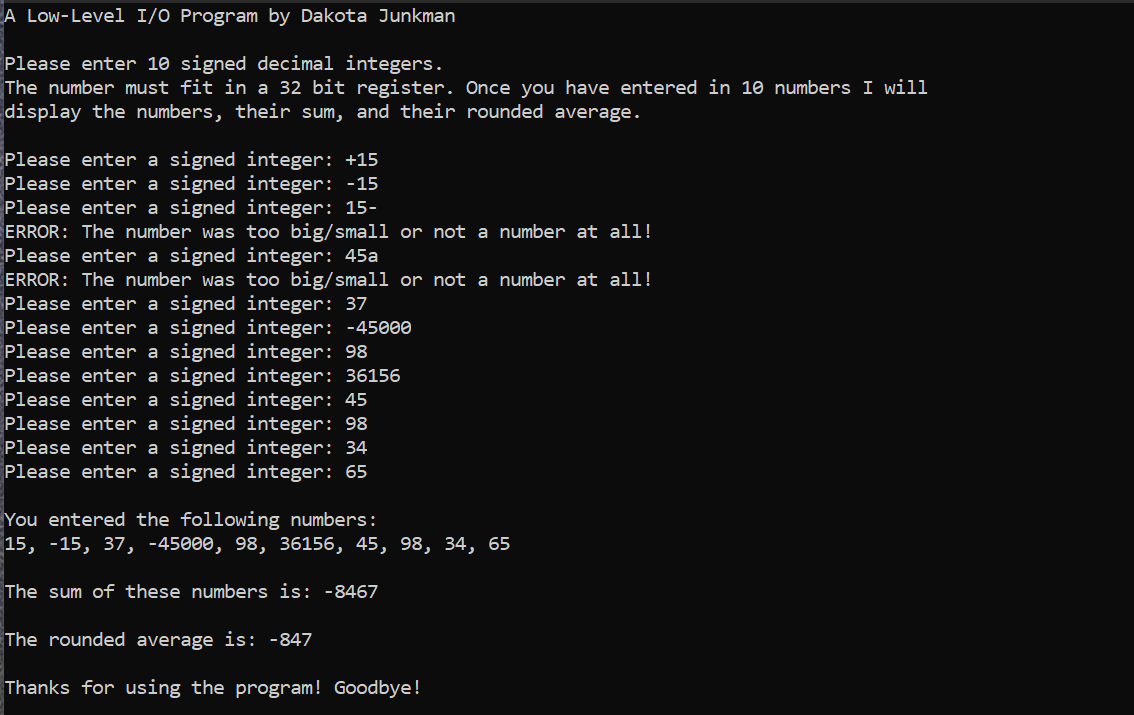 A Low-Level I/O Program by Dakota Junkman
Please enter 10 signed decimal integers.
The number must fit in a 32 bit register. Once you have entered in 10 numbers I will
display the numbers, their sum, and their rounded average.
Please enter a signed integer: +15
Please enter a signed integer: -15
Please enter a signed integer: 15-
ERROR: The number was too big/small or not a number at all!
Please enter a signed integer: 45a
ERROR: The number was too big/small or not a number at all!
Please enter a signed integer: 37
Please enter a signed integer: -45000
Please enter a signed integer: 98
Please enter a signed integer: 36156
Please enter a signed integer: 45
Please enter a signed integer: 98
Please enter a signed integer: 34
Please enter a signed integer: 65
You entered the following numbers:
15, -15, 37, -45000, 98, 36156, 45, 98, 34, 65
The sum of these numbers is: -8467
The rounded average is: -847
Thanks for using the program! Goodbye!